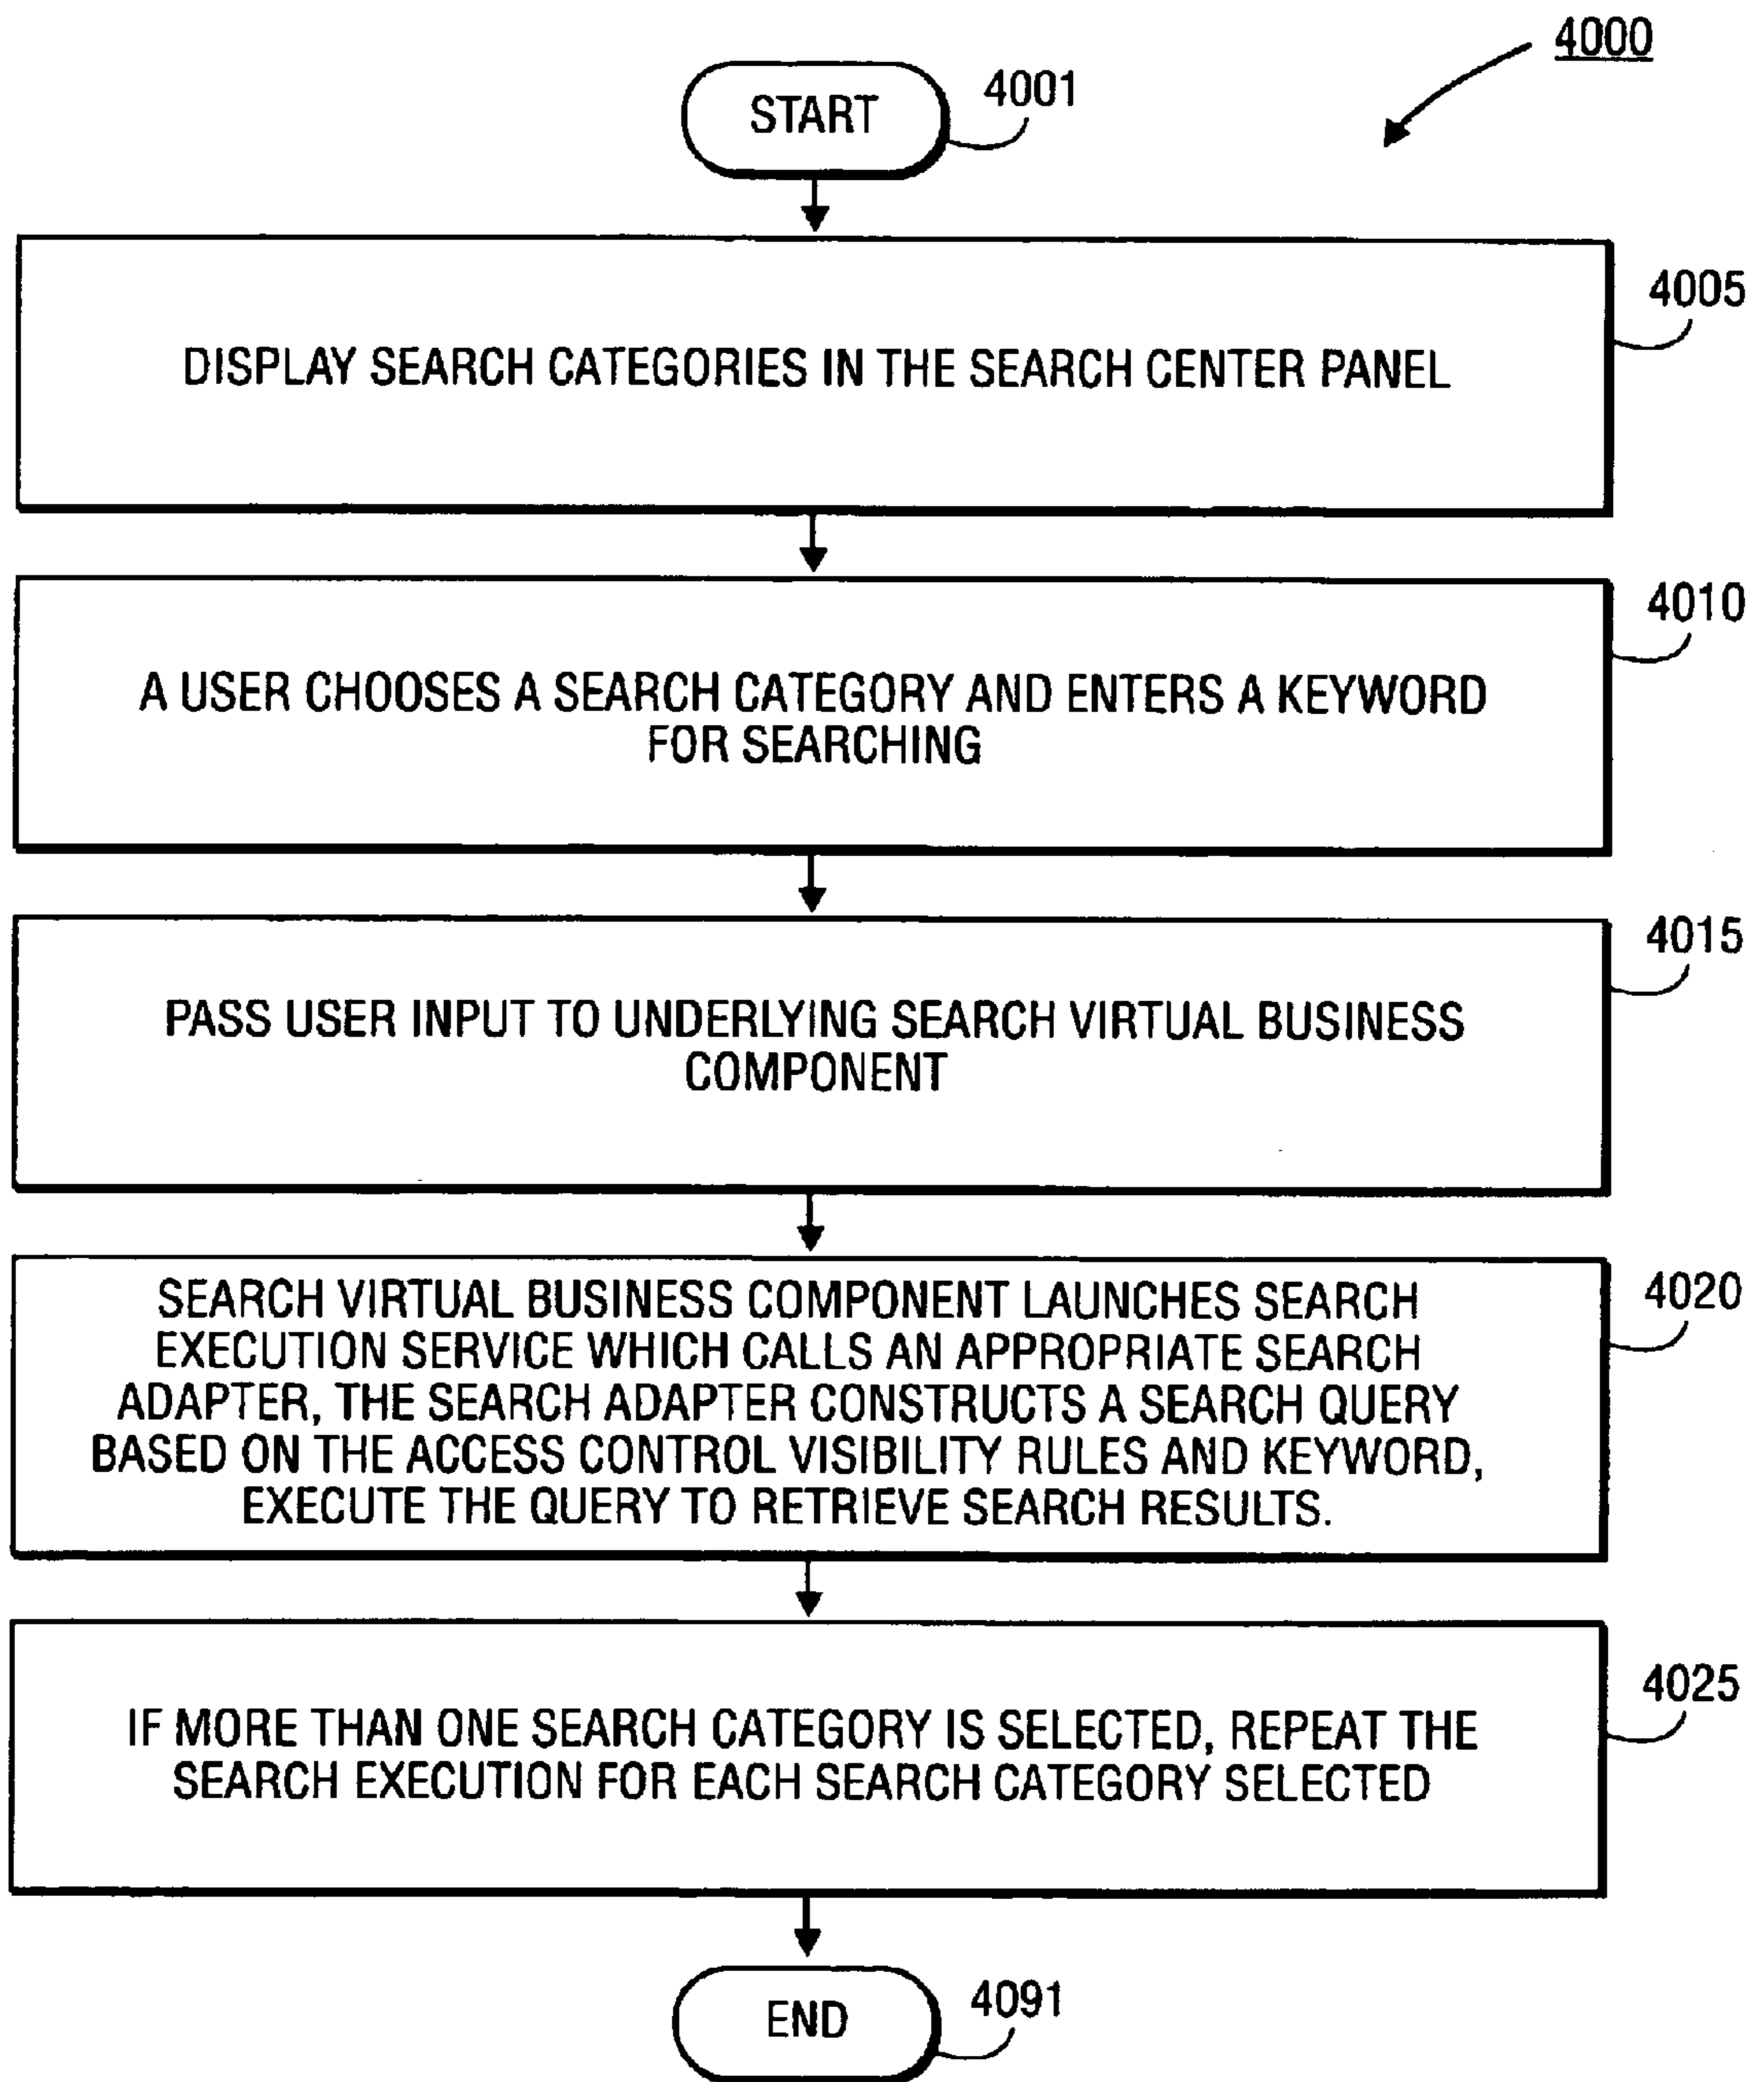 4000
START
4001
DISPLAY SEARCH CATEGORIES IN THE SEARCH CENTER PANEL
4005
A USER CHOOSES A SEARCH CATEGORY AND ENTERS A KEYWORD
FOR SEARCHING
4010
PASS USER INPUT TO UNDERLYING SEARCH VIRTUAL BUSINESS
COMPONENT
4015
SEARCH VIRTUAL BUSINESS COMPONENT LAUNCHES SEARCH
EXECUTION SERVICE WHICH CALLS AN APPROPRIATE SEARCH
ADAPTER, THE SEARCH ADAPTER CONSTRUCTS A SEARCH QUERY
BASED ON THE ACCESS CONTROL VISIBILITY RULES AND KEYWORD,
EXECUTE THE QUERY TO RETRIEVE SEARCH RESULTS.
4020
IF MORE THAN ONE SEARCH CATEGORY IS SELECTED, REPEAT THE
SEARCH EXECUTION FOR EACH SEARCH CATEGORY SELECTED
4025
END
4091